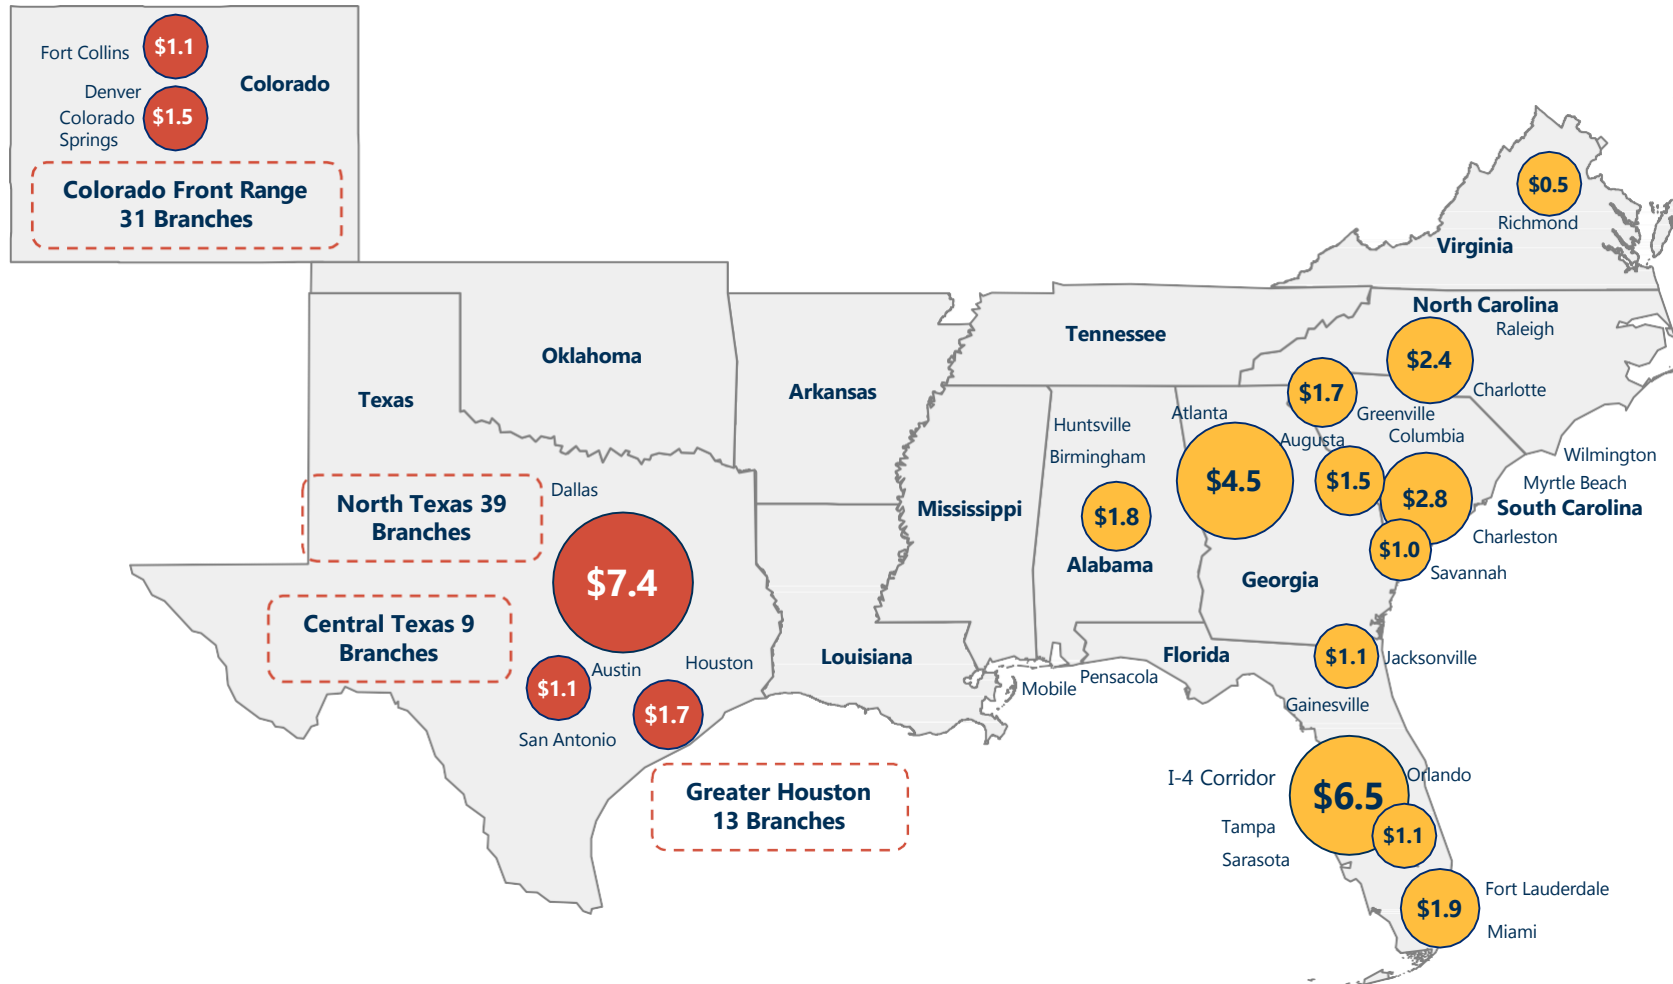 Fort Collins
$1.1
Colorado
Denver
Colorado
Springs
$1.5
Colorado Front Range
31 Branches
$0.5
Richmond
Virginia
North Carolina
Raleigh
Tennessee
Oklahoma
$2.4
Texas
Arkansas
$1.7
Charlotte
Huntsville
Atlanta
Greenville
Columbia
Augusta
Birmingham
Wilmington
Myrtle Beach
North Texas 39
Branches
Dallas
Mississippi
$1.8
$4.5
$1.5
$2.8
South Carolina
Charleston
$1.0
Savannah
Alabama
Georgia
$7.4
Central Texas 9
Branches
Austin
Houston
Louisiana
Florida
$1.1
Jacksonville
Mobile
Pensacola
$1.1
$1.7
Gainesville
San Antonio
Greater Houston
13 Branches
I-4 Corridor
Orlando
$6.5
Tampa
$1.1
Sarasota
Fort Lauderdale
$1.9
Miami